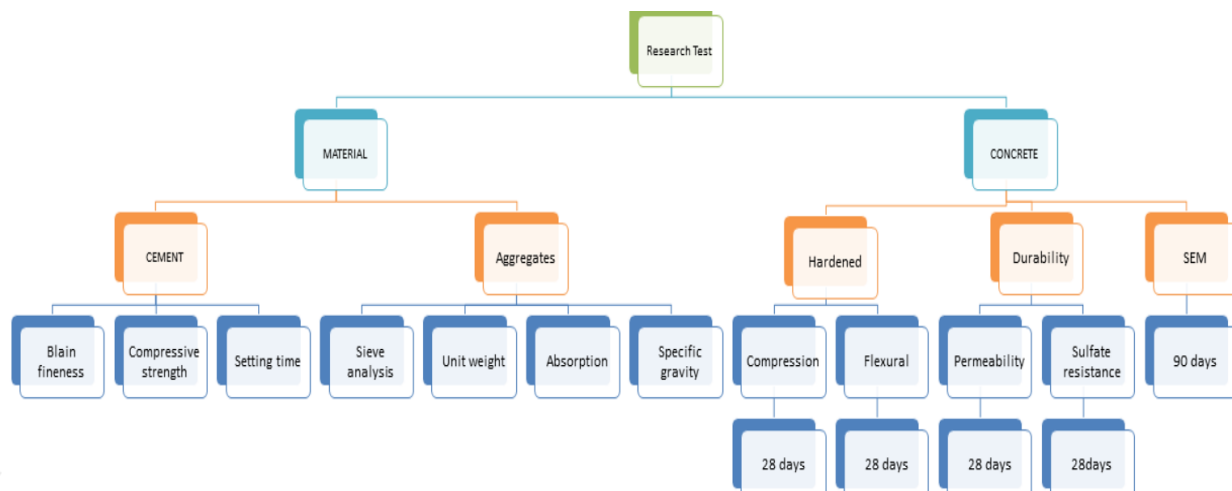 Research Test
MATERIAL
CONCRETE
CEMENT
Aggregates
Hardened
Durability
SEM
Blain
fineness
Compressive
strength
Setting time
Sieve
analysis
Unit weight
Absorption
Specific
gravity
Compression
Flexural
Permeability
Sulfate
resistance
90 days
28 days
28 days
28 days
28days